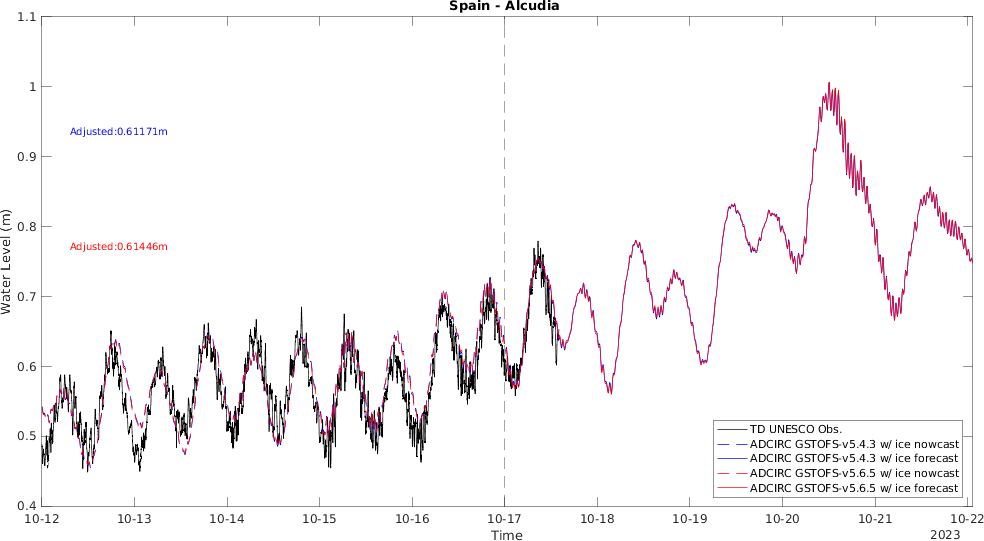 Spain - Alcudia
1.1
1
0.9
0.8
0.7
0.6
0.5
0.4
Water Level (m)
Adjusted:0.61171m
Adjusted:0.61446m
TD UNESCO Obs.
ADCIRC GSTOFS-v5.4.3 w/ ice nowcast
ADCIRC GSTOFS-v5.4.3 w/ ice forecast
ADCIRC GSTOFS-v5.6.5 w/ ice nowcast
ADCIRC GSTOFS-v5.6.5 w/ ice forecast
10-12 10-13 10-14 10-15 10-16 10-17 10-18 10-19 10-20 10-21 10-22
Time
2023